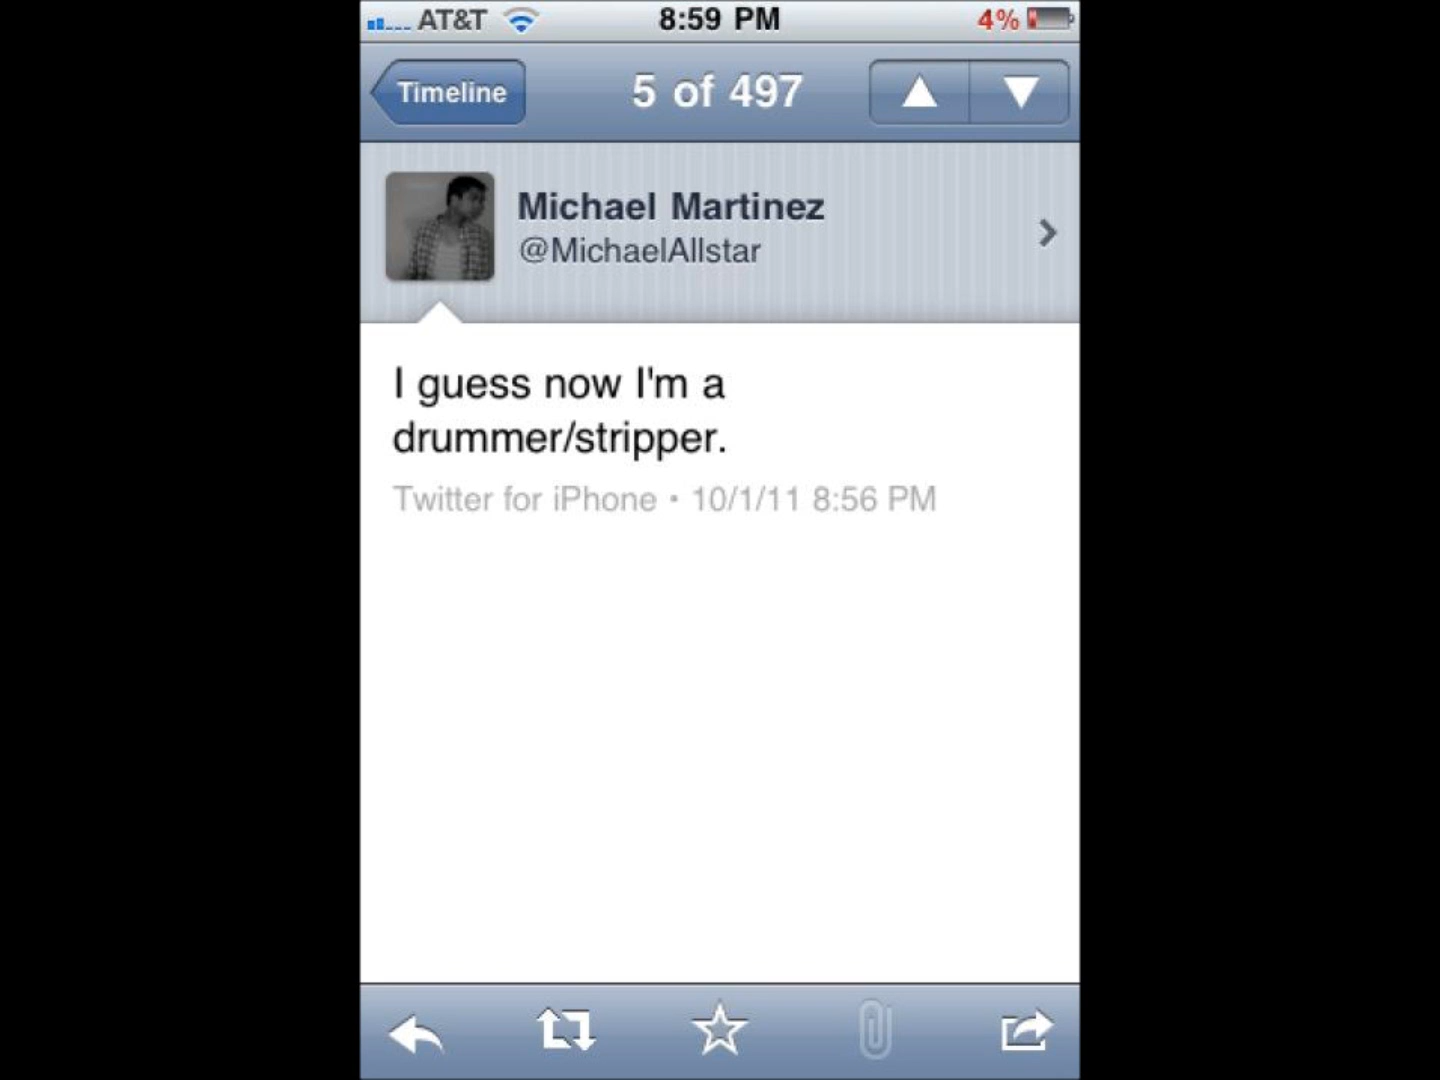 AT&T 8:59 PM 4%
Timeline 5 of 497
Michael Martinez
@MichaelAllstar
I guess now I'm a
drummer/stripper.
Twitter for iPhone • 10/1/11 8:56 PM